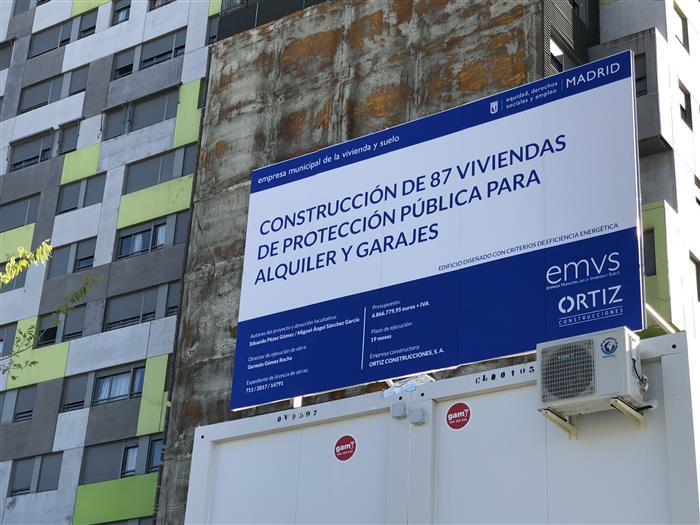 equidad, derechos
sociales y empleo
MADRID
empresa municipal de la vivienda y suelo
CONSTRUCCIÓN DE 87 VIVIENDAS
DE PROTECCIÓN PÚBLICA PARA
ALQUILER Y GARAJES
EDIFICIO DISEÑADO CON CRITERIOS DE EFICIENCIA ENERGÉTICA
Autores del proyecto y dirección facultativa:
Eduardo Pérez Gómez / Miguel Ángel Sánchez García
Director de ejecución de obra:
Germán Gómez Rocha
Expediente de licencia de obras:
711 / 2017 / 14791
Presupuesto:
6.866.779,95 euros + IVA
Plazo de ejecución:
19 meses
Empresa constructora:
ORTIZ CONSTRUCCIONES, S. A.
emvs
EMPRESA MUNICIPAL DE LA VIVIENDA Y SUELO
ORTIZ
CONSTRUCCIONES
gam
gam